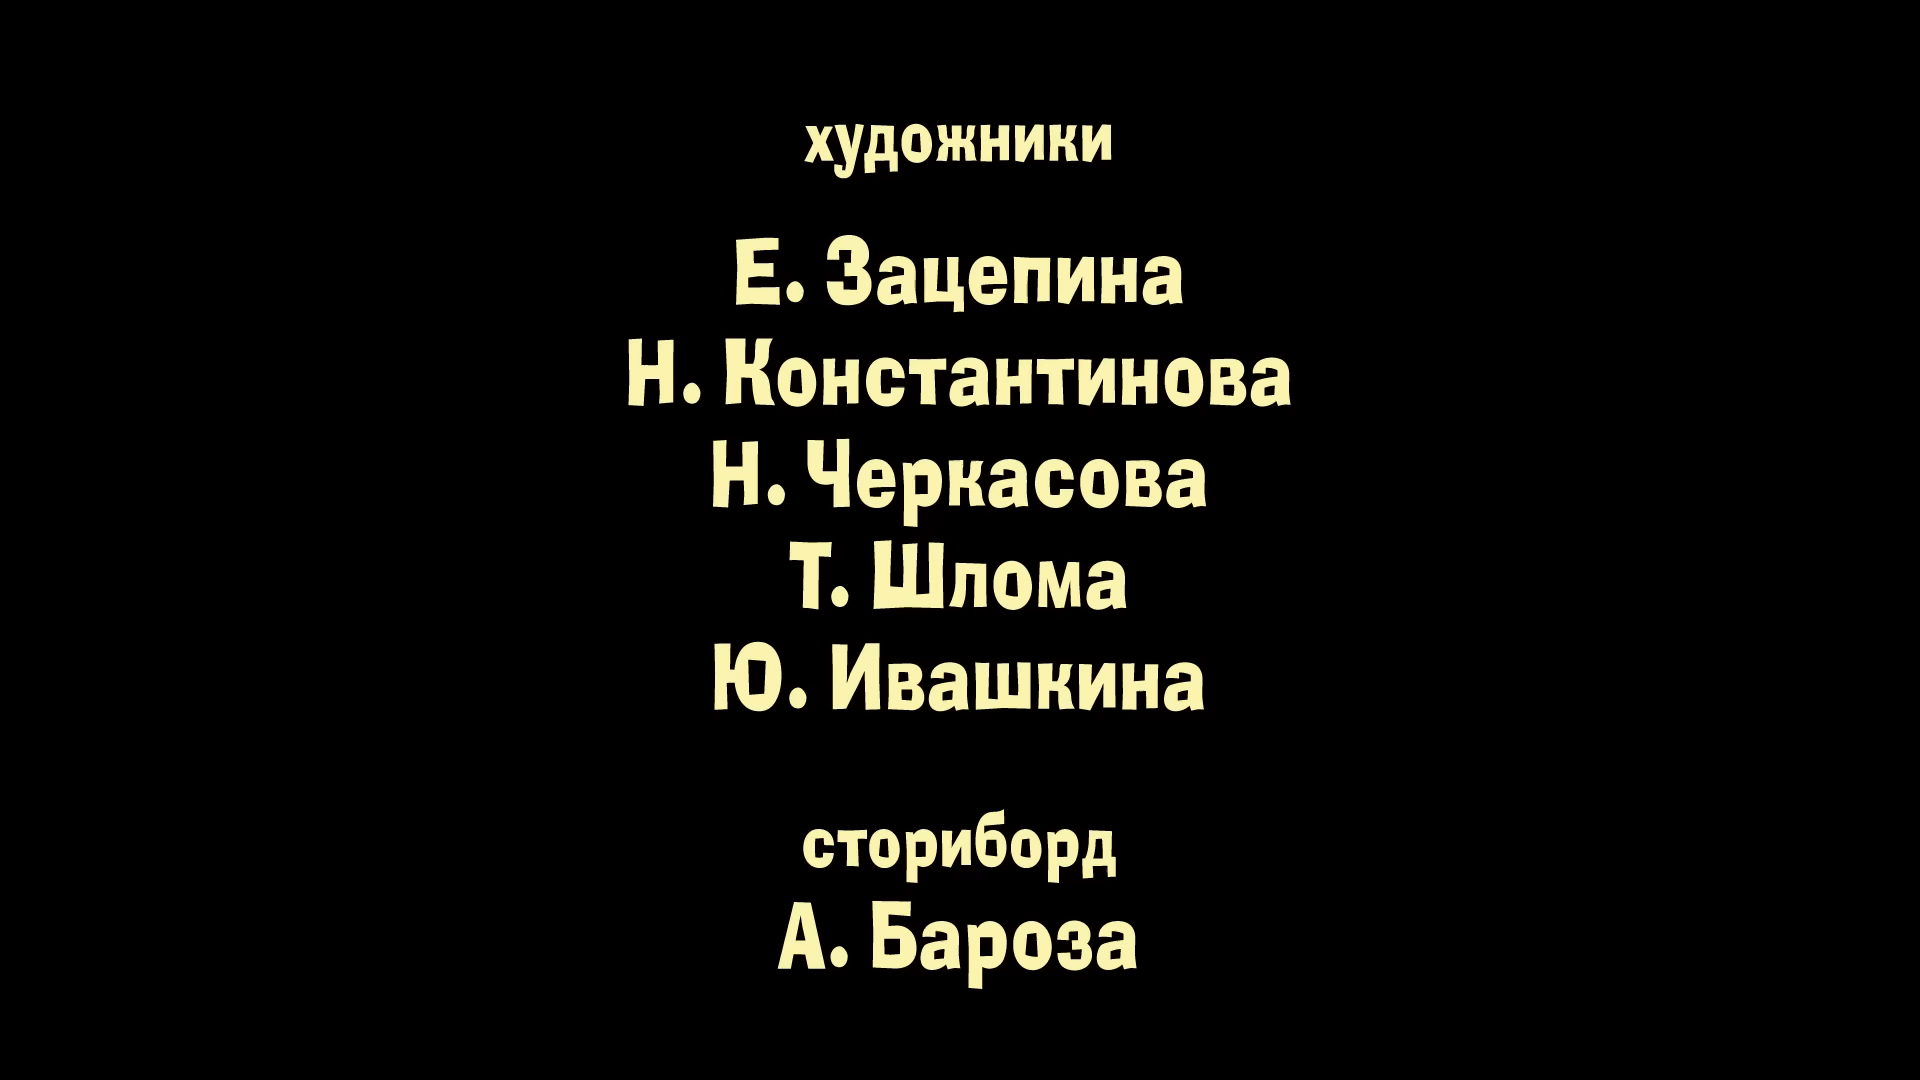 художники
Е. Зацепина
Н. Константинова
Н. Черкасова
Т. Шлома
Ю. Ивашкина
сториборд
А. Бароза